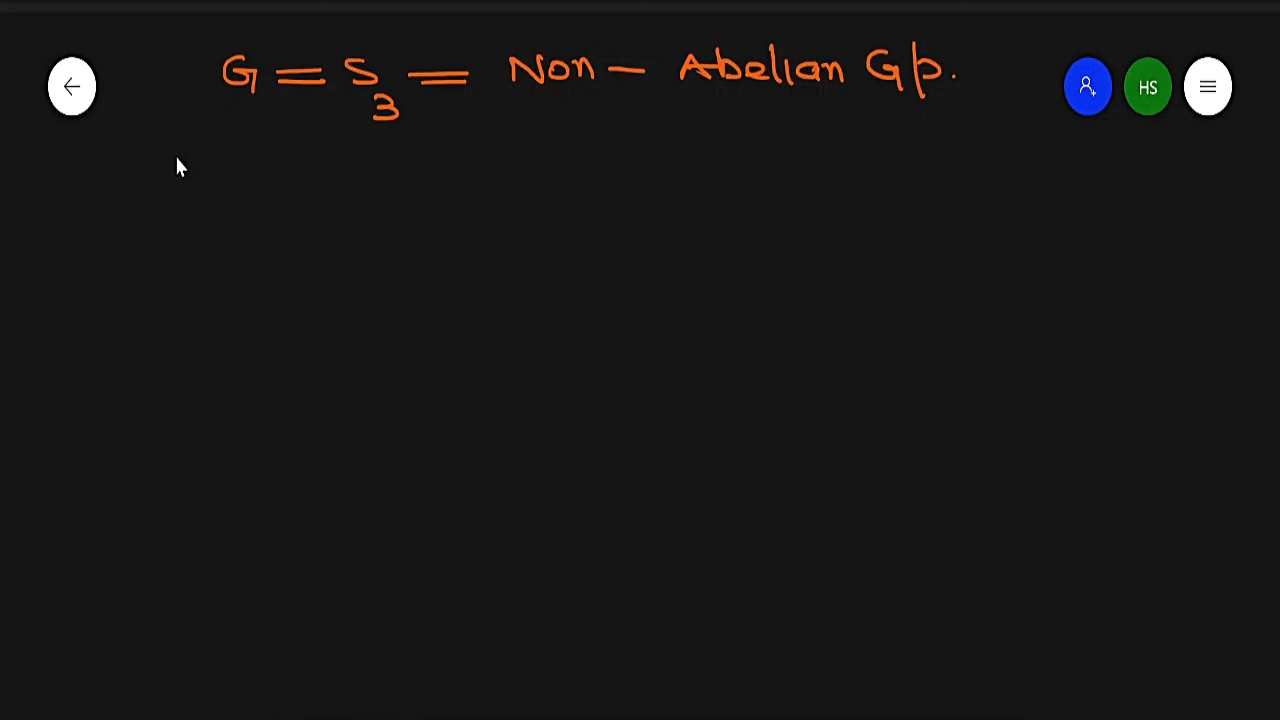 G = S3 = Non - Abelian Gp.
HS